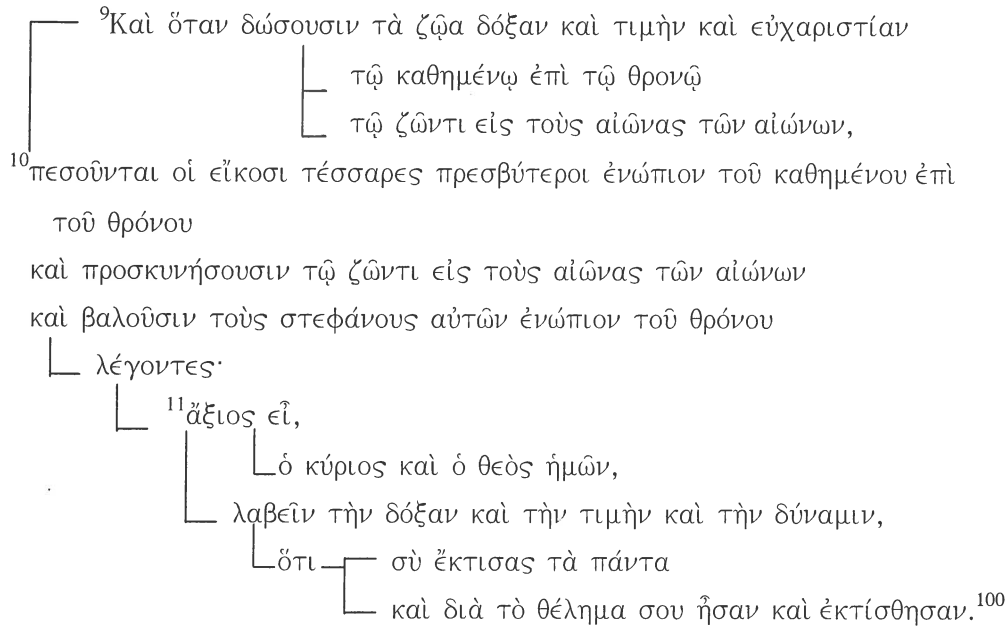 ⁹Καὶ ὅταν δώσουσιν τὰ ζῷα δόξαν καὶ τιμὴν καὶ εὐχαριστίαν
τῷ καθημένῳ ἐπὶ τῷ θρονῷ
τῷ ζῶντι εἰς τοὺς αἰῶνας τῶν αἰώνων,
¹⁰πεσοῦνται οἱ εἴκοσι τέσσαρες πρεσβύτεροι ἐνώπιον τοῦ καθημένου ἐπὶ
τοῦ θρόνου
καὶ προσκυνήσουσιν τῷ ζῶντι εἰς τοὺς αἰῶνας τῶν αἰώνων
καὶ βαλοῦσιν τοὺς στεφάνους αὐτῶν ἐνώπιον τοῦ θρόνου
λέγοντες·
¹¹ἄξιος εἶ,
ὁ κύριος καὶ ὁ θεὸς ἡμῶν,
λαβεῖν τὴν δόξαν καὶ τὴν τιμὴν καὶ τὴν δύναμιν,
ὅτι σὺ ἔκτισας τὰ πάντα
καὶ διὰ τὸ θέλημα σου ἦσαν καὶ ἐκτίσθησαν.¹⁰⁰